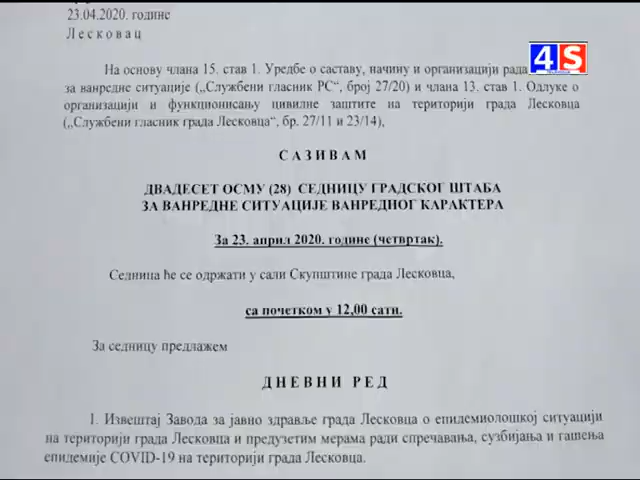 23.04.2020. године
Лесковац
На основу члана 15. став 1. Уредбе о саставу, начину и организацији рада
за ванредне ситуације („Службени гласник РС“, број 27/20) и члана 13. став 1. Одлуке о
организацији и функционисању цивилне заштите на територији града Лесковца
(„Службени гласник града Лесковца“, бр. 27/11 и 23/14),
4S
САЗИВАМ
ДВАДЕСЕТ ОСМУ (28) СЕДНИЦУ ГРАДСКОГ ШТАБА
ЗА ВАНРЕДНЕ СИТУАЦИЈЕ ВАНРЕДНОГ КАРАКТЕРА
За 23. април 2020. године (четвртак).
Седница ће се одржати у сали Скупштине града Лесковца,
са почетком у 12,00 сати.
За седницу предлажем
ДНЕВНИ РЕД
1. Извештај Завода за јавно здравље града Лесковца о епидемиолошкој ситуацији
на територији града Лесковца и предузетим мерама ради спречавања, сузбијања и гашења
епидемије COVID-19 на територији града Лесковца.